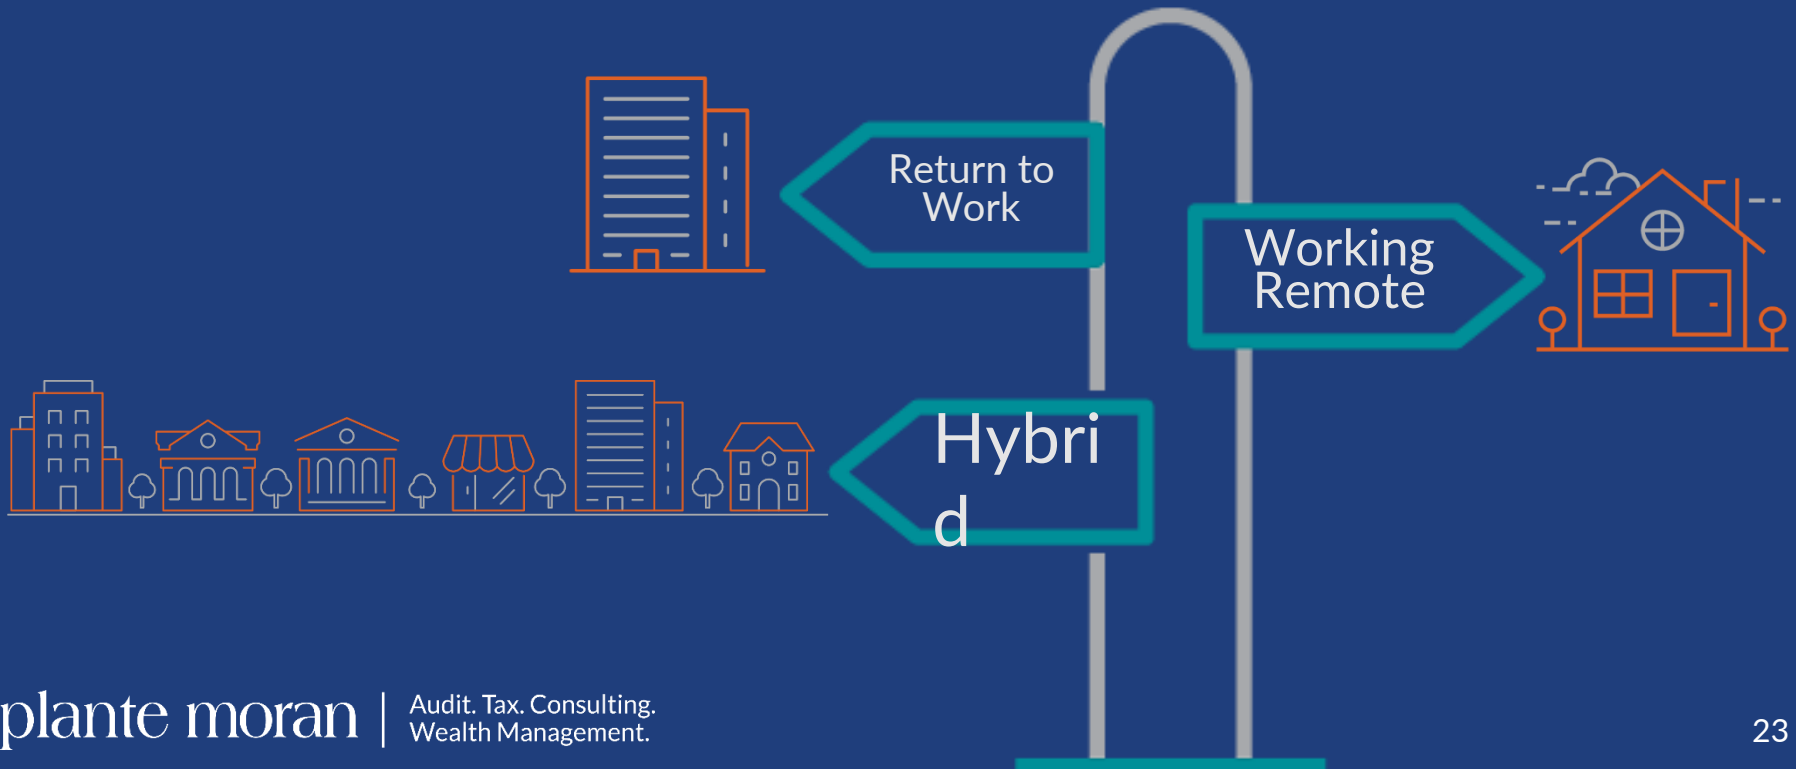 Return to
Work
Working
Remote
Hybri
d
plante moran
Audit. Tax. Consulting.
Wealth Management.
23